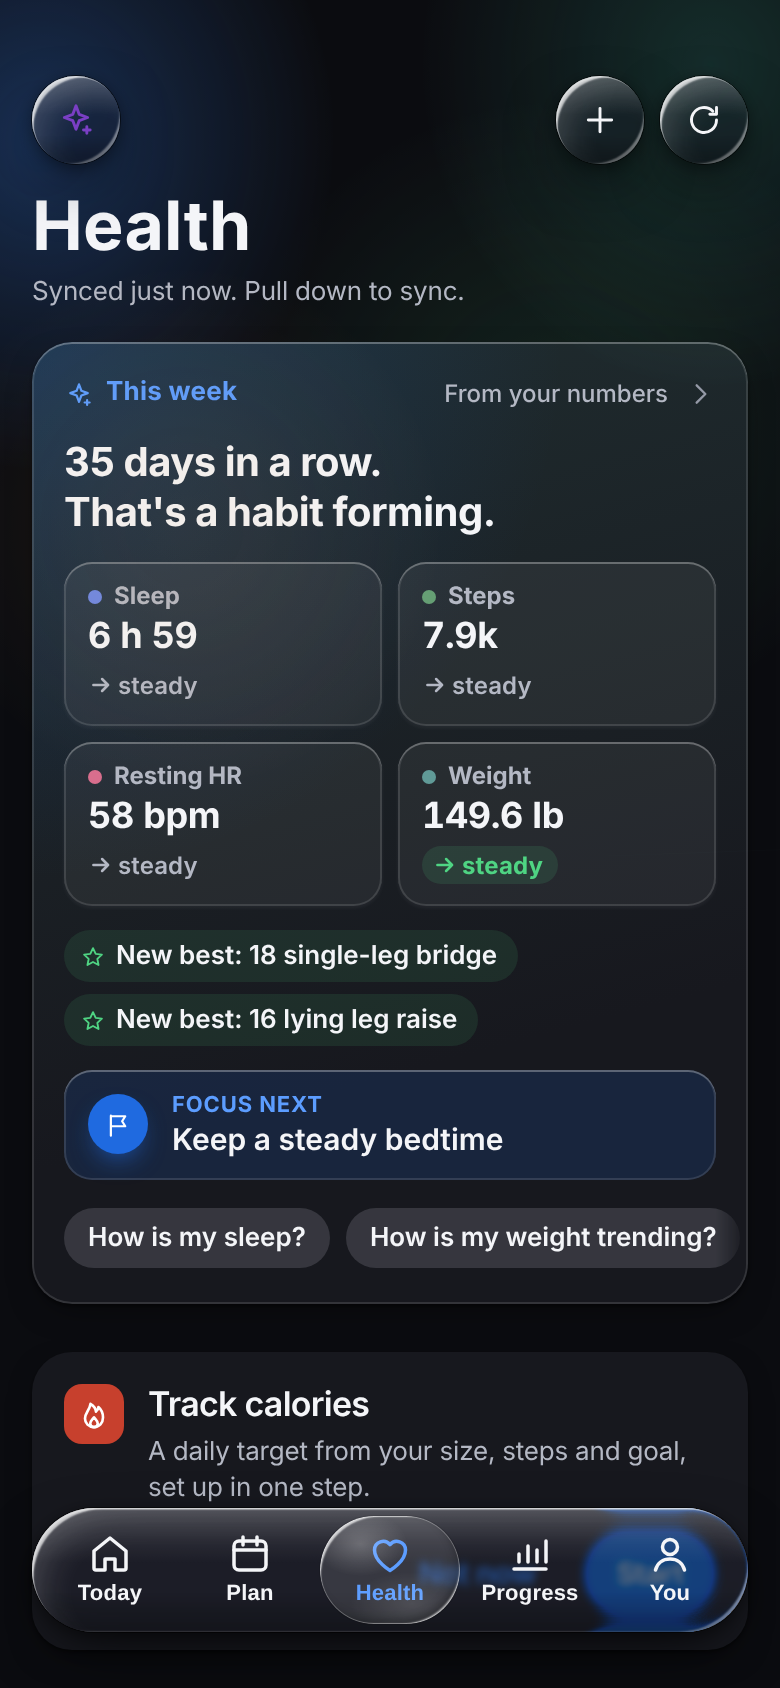 Health
Synced just now. Pull down to sync.
This week
From your numbers
35 days in a row.
That's a habit forming.
Sleep
6 h 59
→ steady
Steps
7.9k
→ steady
Resting HR
58 bpm
→ steady
Weight
149.6 lb
→ steady
New best: 18 single-leg bridge
New best: 16 lying leg raise
FOCUS NEXT
Keep a steady bedtime
How is my sleep?
How is my weight trending?
Track calories
A daily target from your size, steps and goal,
set up in one step.
Today
Plan
Health
Progress
You